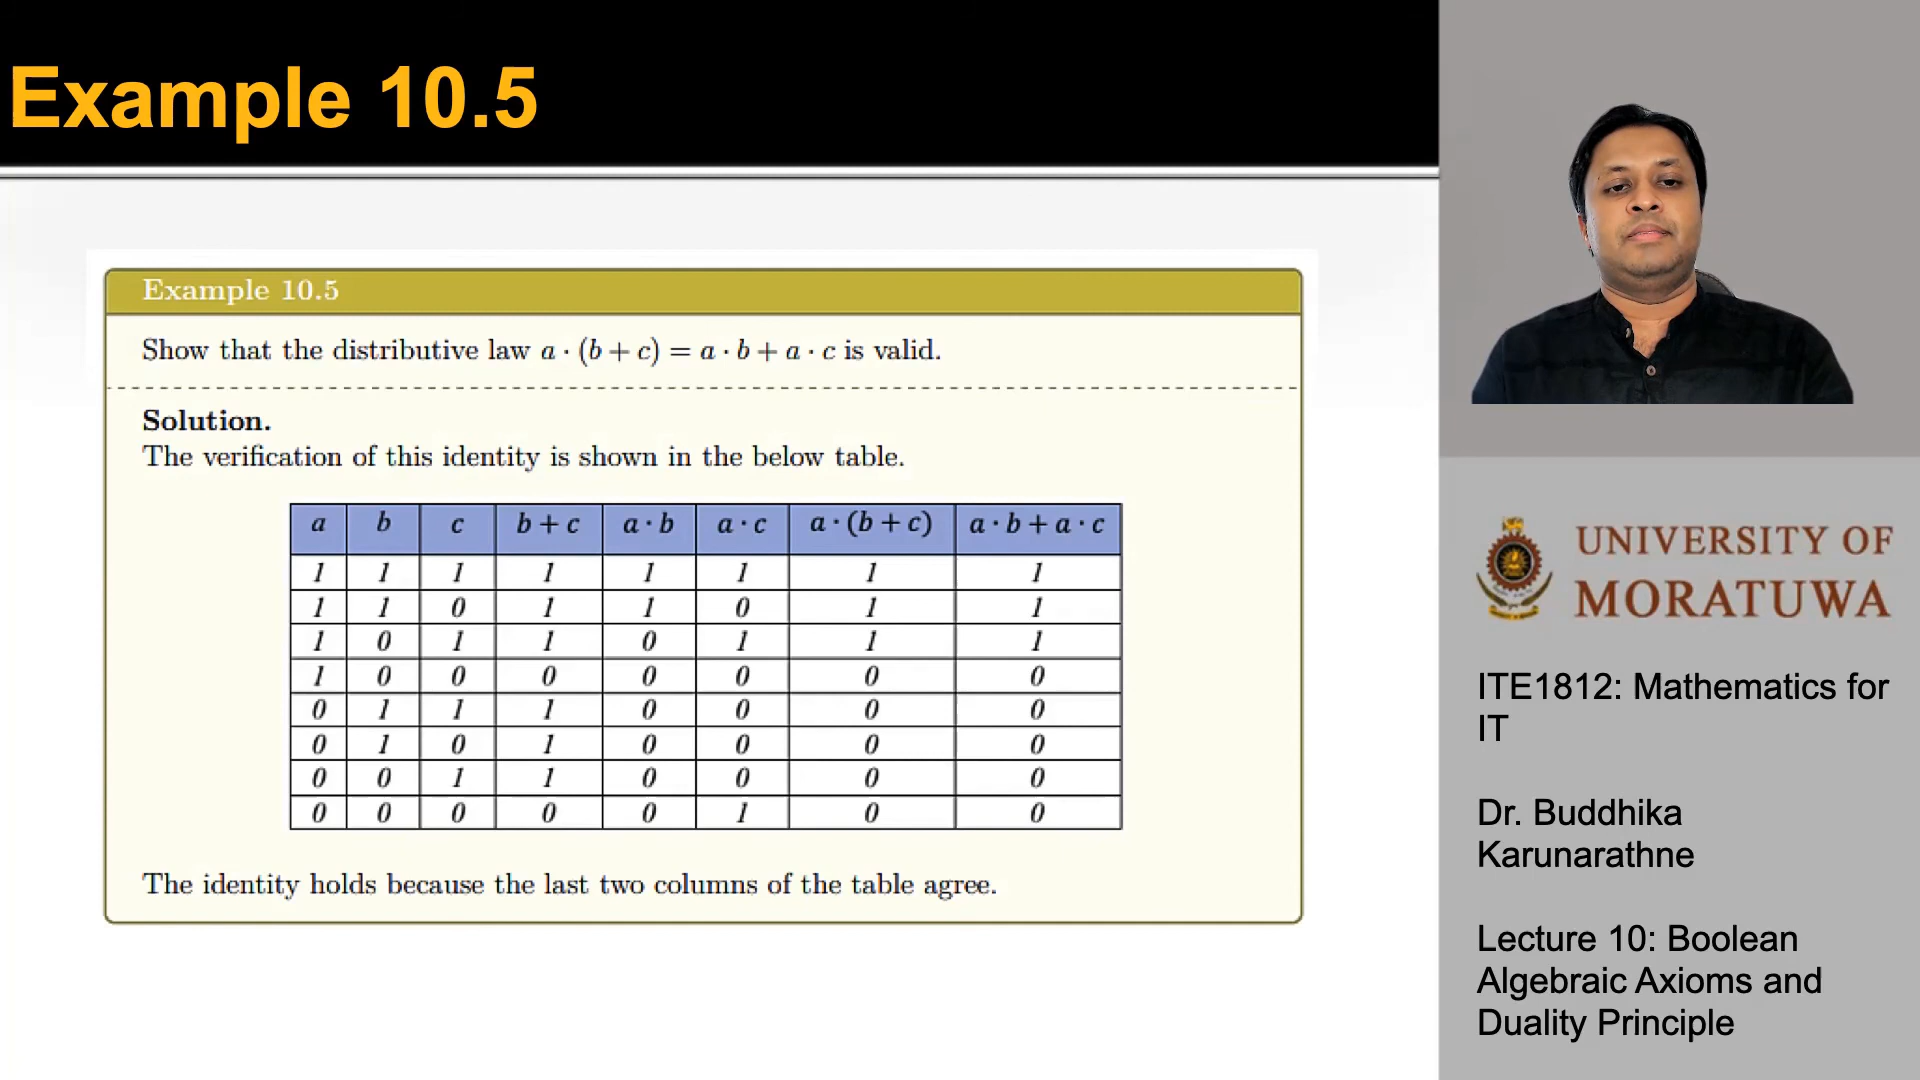 Example 10.5
Example 10.5
Show that the distributive law a · (b + c) = a · b + a · c is valid.
Solution.
The verification of this identity is shown in the below table.
a b c b + c a · b a · c a · (b + c) a · b + a · c
1 1 1 1 1 1 1 1
1 1 0 1 1 0 1 1
1 0 1 1 0 1 1 1
1 0 0 0 0 0 0 0
0 1 1 1 0 0 0 0
0 1 0 1 0 0 0 0
0 0 1 1 0 0 0 0
0 0 0 0 0 1 0 0
The identity holds because the last two columns of the table agree.
UNIVERSITY OF
MORATUWA
ITE1812: Mathematics for
IT
Dr. Buddhika
Karunarathne
Lecture 10: Boolean
Algebraic Axioms and
Duality Principle